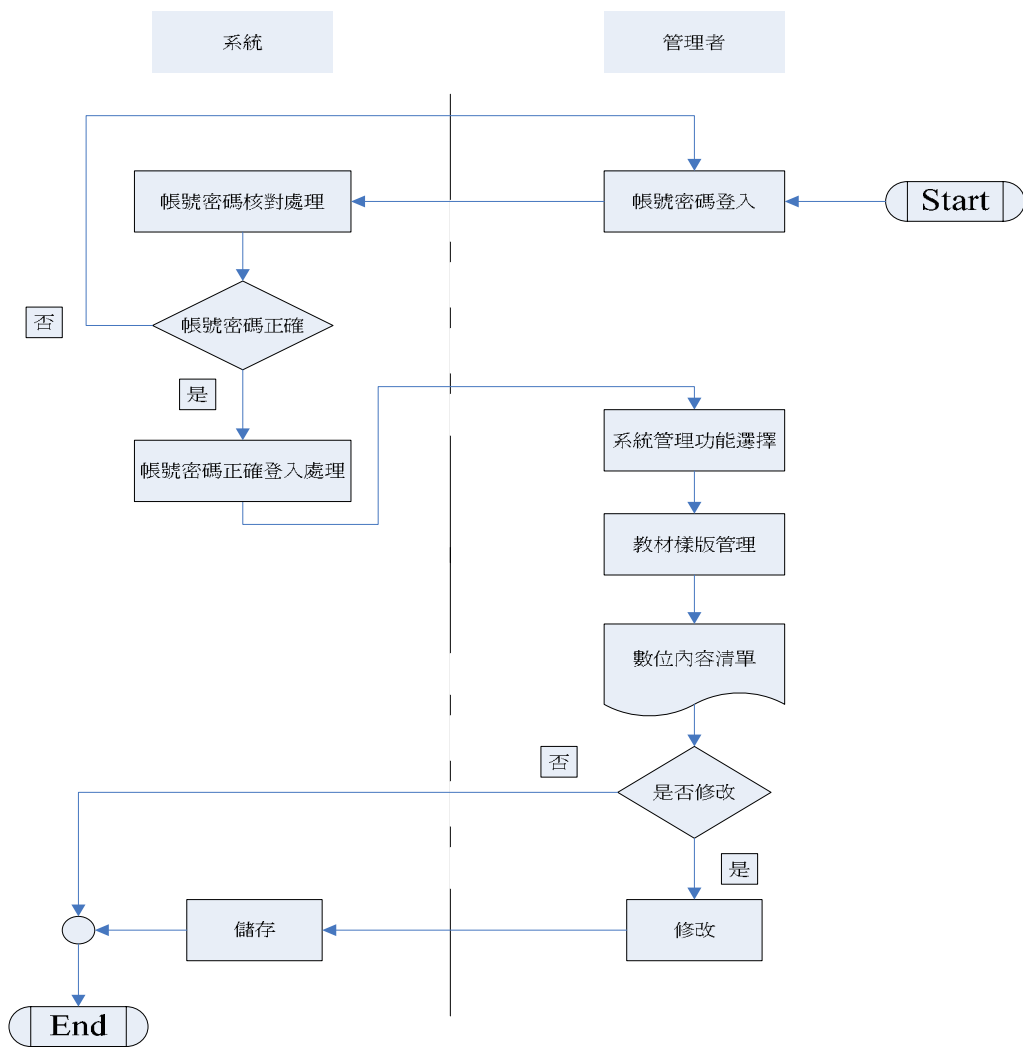 系統
管理者
帳號密碼核對處理
帳號密碼登入
Start
否
帳號密碼正確
是
系統管理功能選擇
帳號密碼正確登入處理
教材樣版管理
數位內容清單
否
是否修改
是
儲存
修改
End